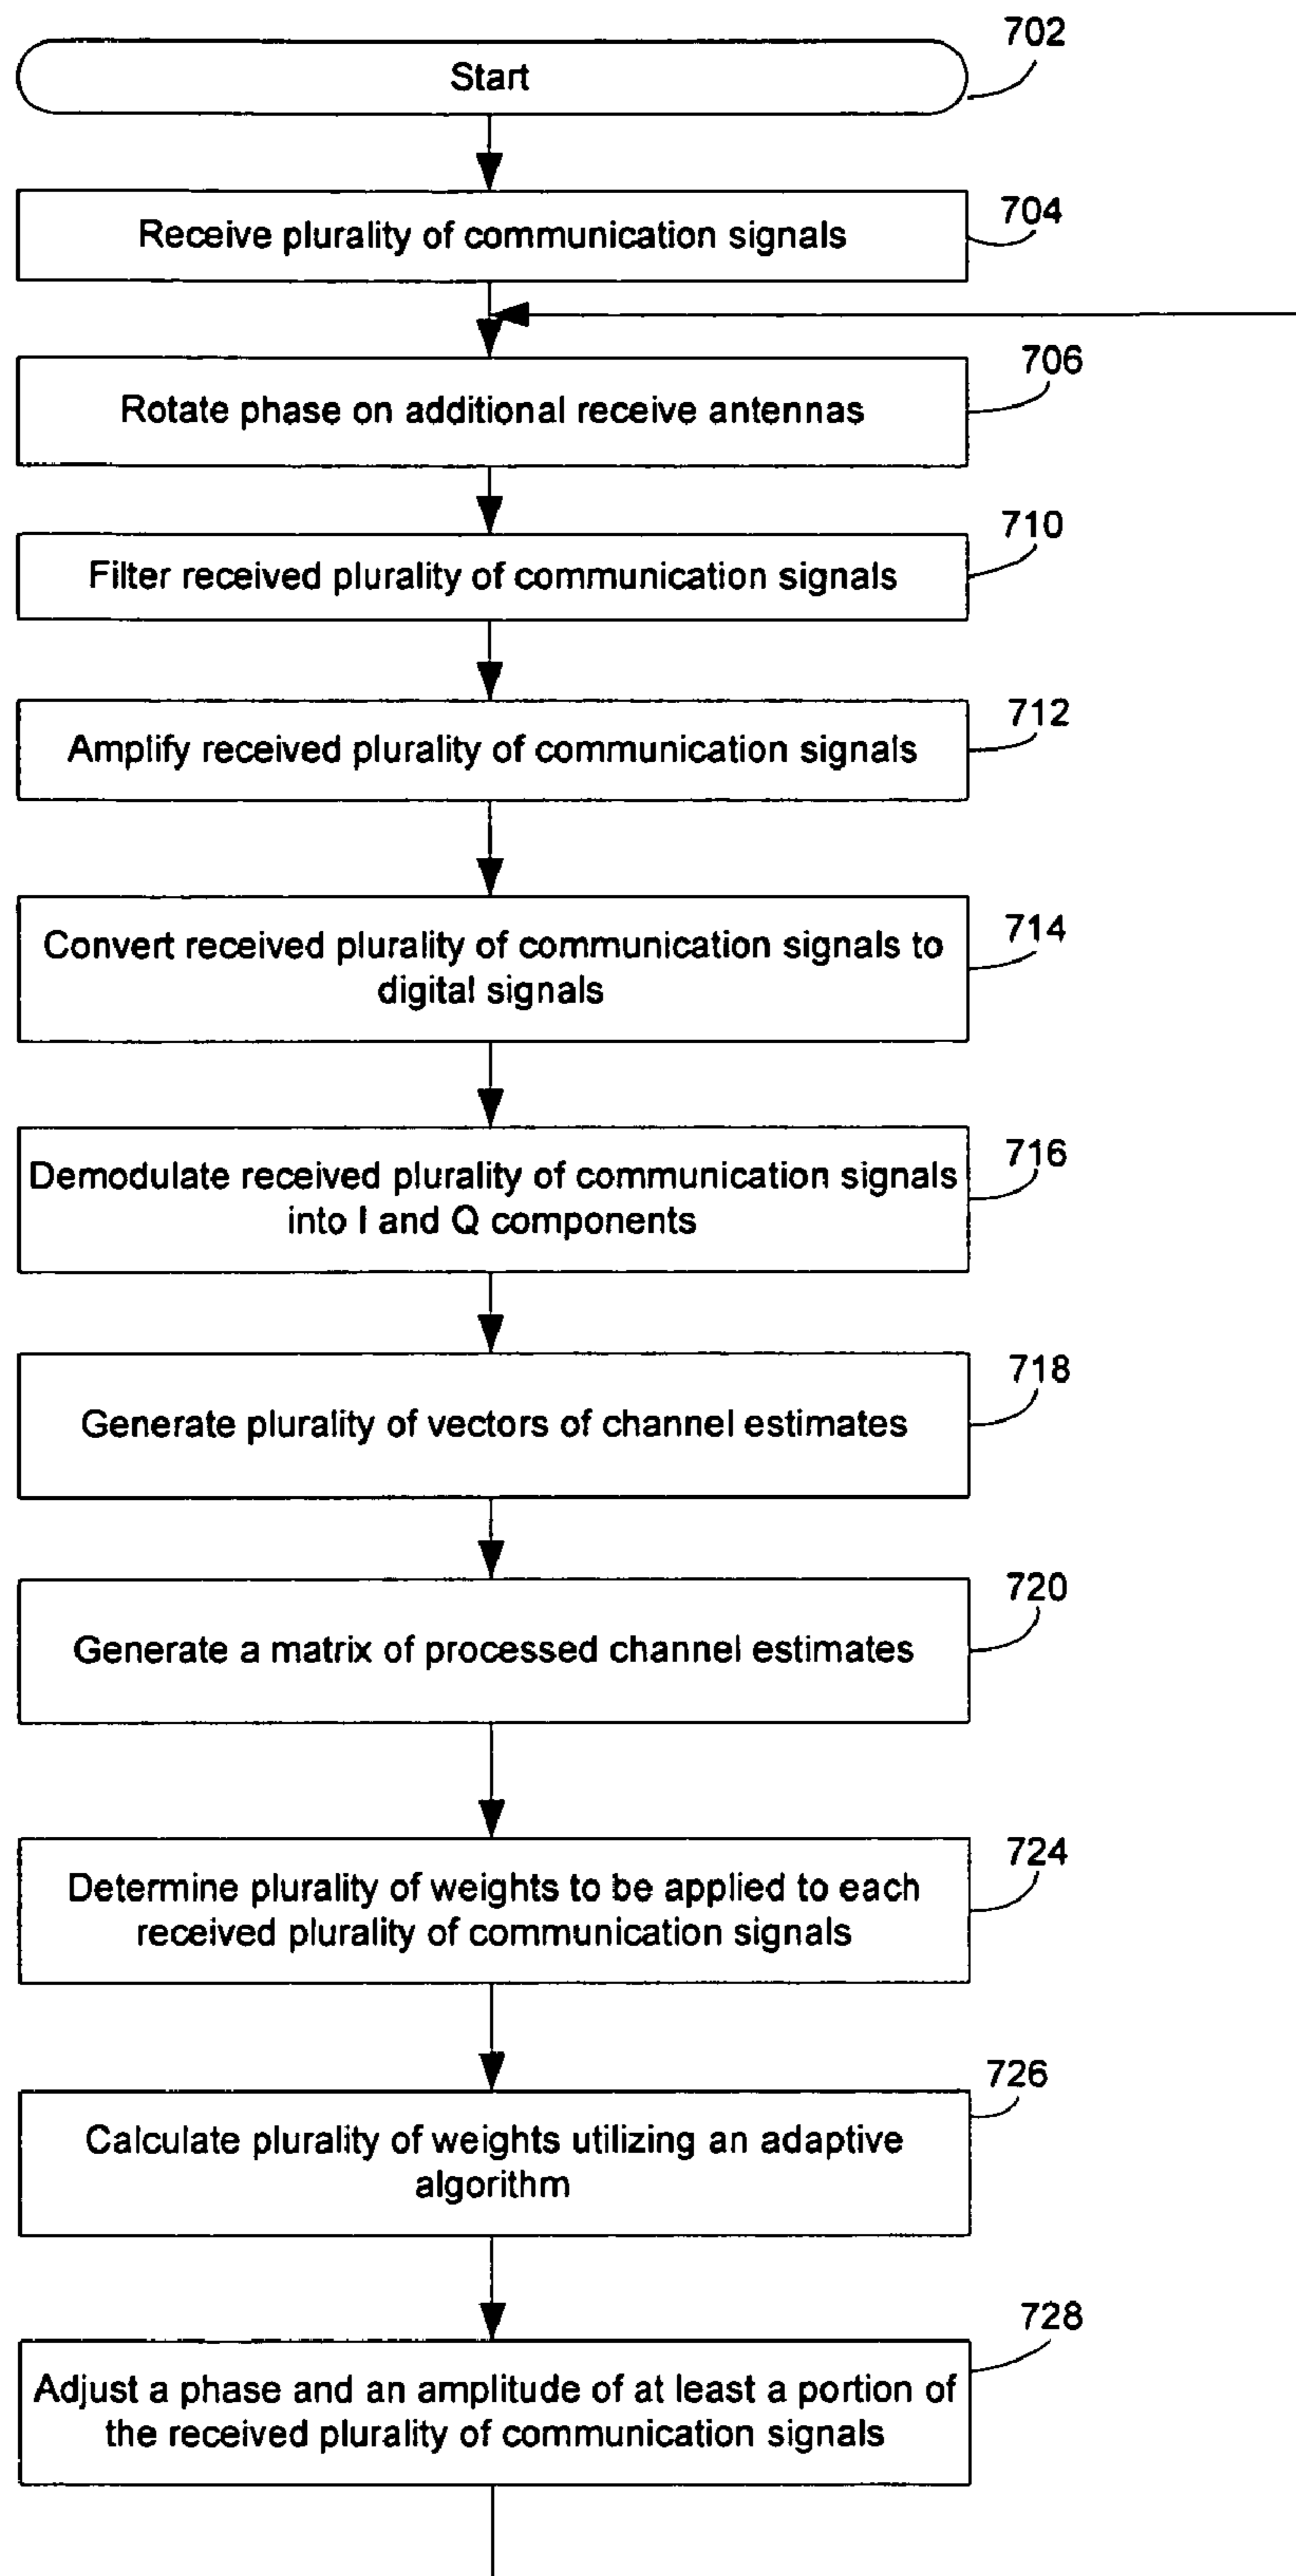 702
Start
704
Receive plurality of communication signals
706
Rotate phase on additional receive antennas
710
Filter received plurality of communication signals
712
Amplify received plurality of communication signals
714
Convert received plurality of communication signals to
digital signals
716
Demodulate received plurality of communication signals
into I and Q components
718
Generate plurality of vectors of channel estimates
720
Generate a matrix of processed channel estimates
724
Determine plurality of weights to be applied to each
received plurality of communication signals
726
Calculate plurality of weights utilizing an adaptive
algorithm
728
Adjust a phase and an amplitude of at least a portion of
the received plurality of communication signals